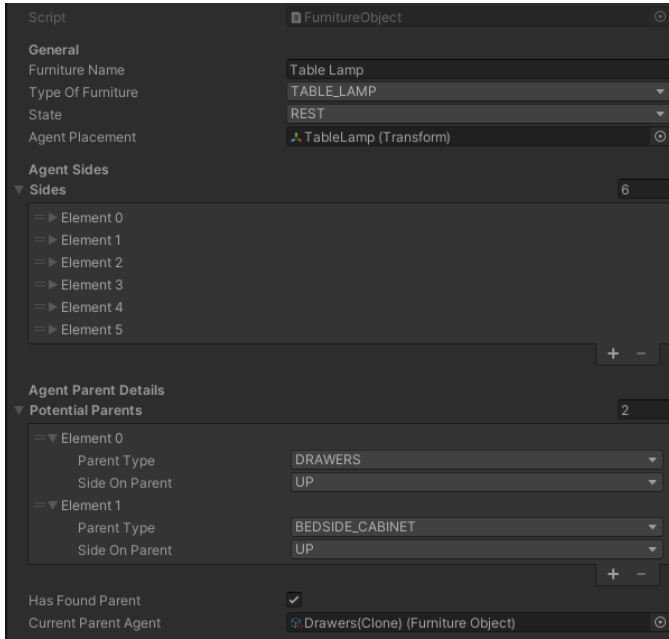 Script FurnitureObject
General
Furniture Name Table Lamp
Type Of Furniture TABLE_LAMP
State REST
Agent Placement TableLamp (Transform)
Agent Sides
Sides 6
Element 0
Element 1
Element 2
Element 3
Element 4
Element 5
+ −
Agent Parent Details
Potential Parents 2
Element 0
Parent Type DRAWERS
Side On Parent UP
Element 1
Parent Type BEDSIDE_CABINET
Side On Parent UP
+ −
Has Found Parent
Current Parent Agent Drawers(Clone) (Furniture Object)